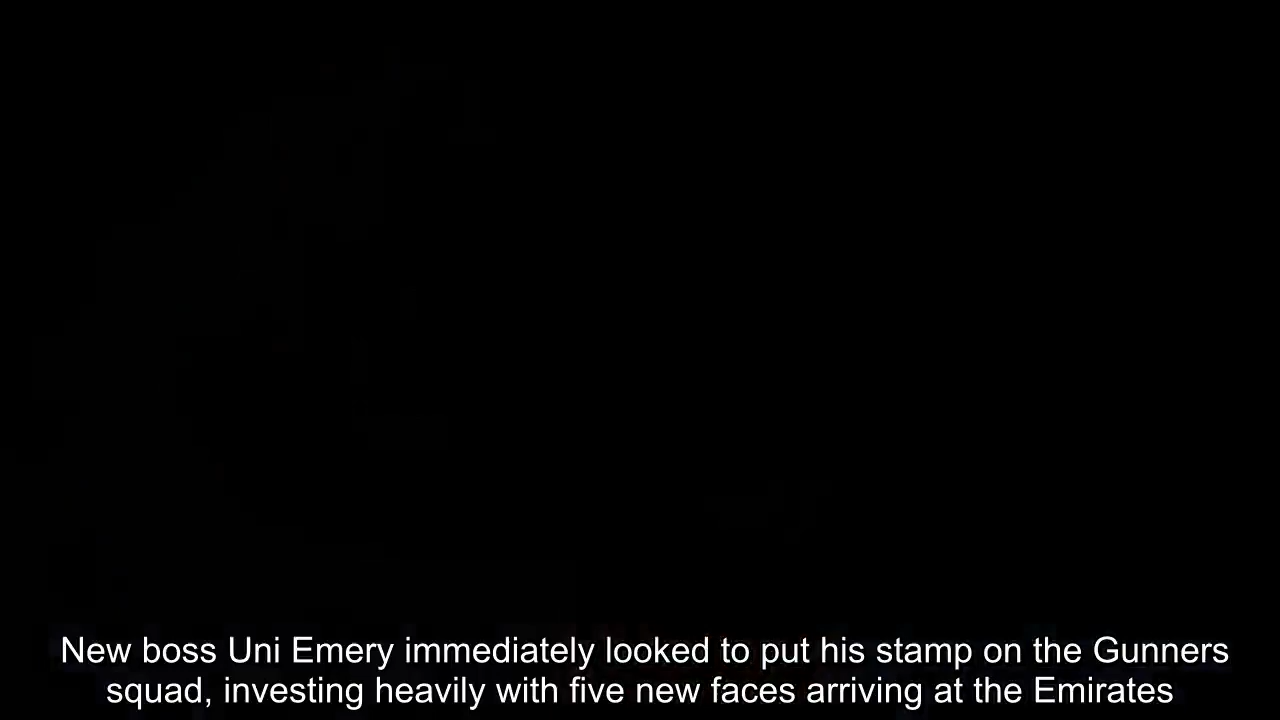 New boss Uni Emery immediately looked to put his stamp on the Gunners
squad, investing heavily with five new faces arriving at the Emirates